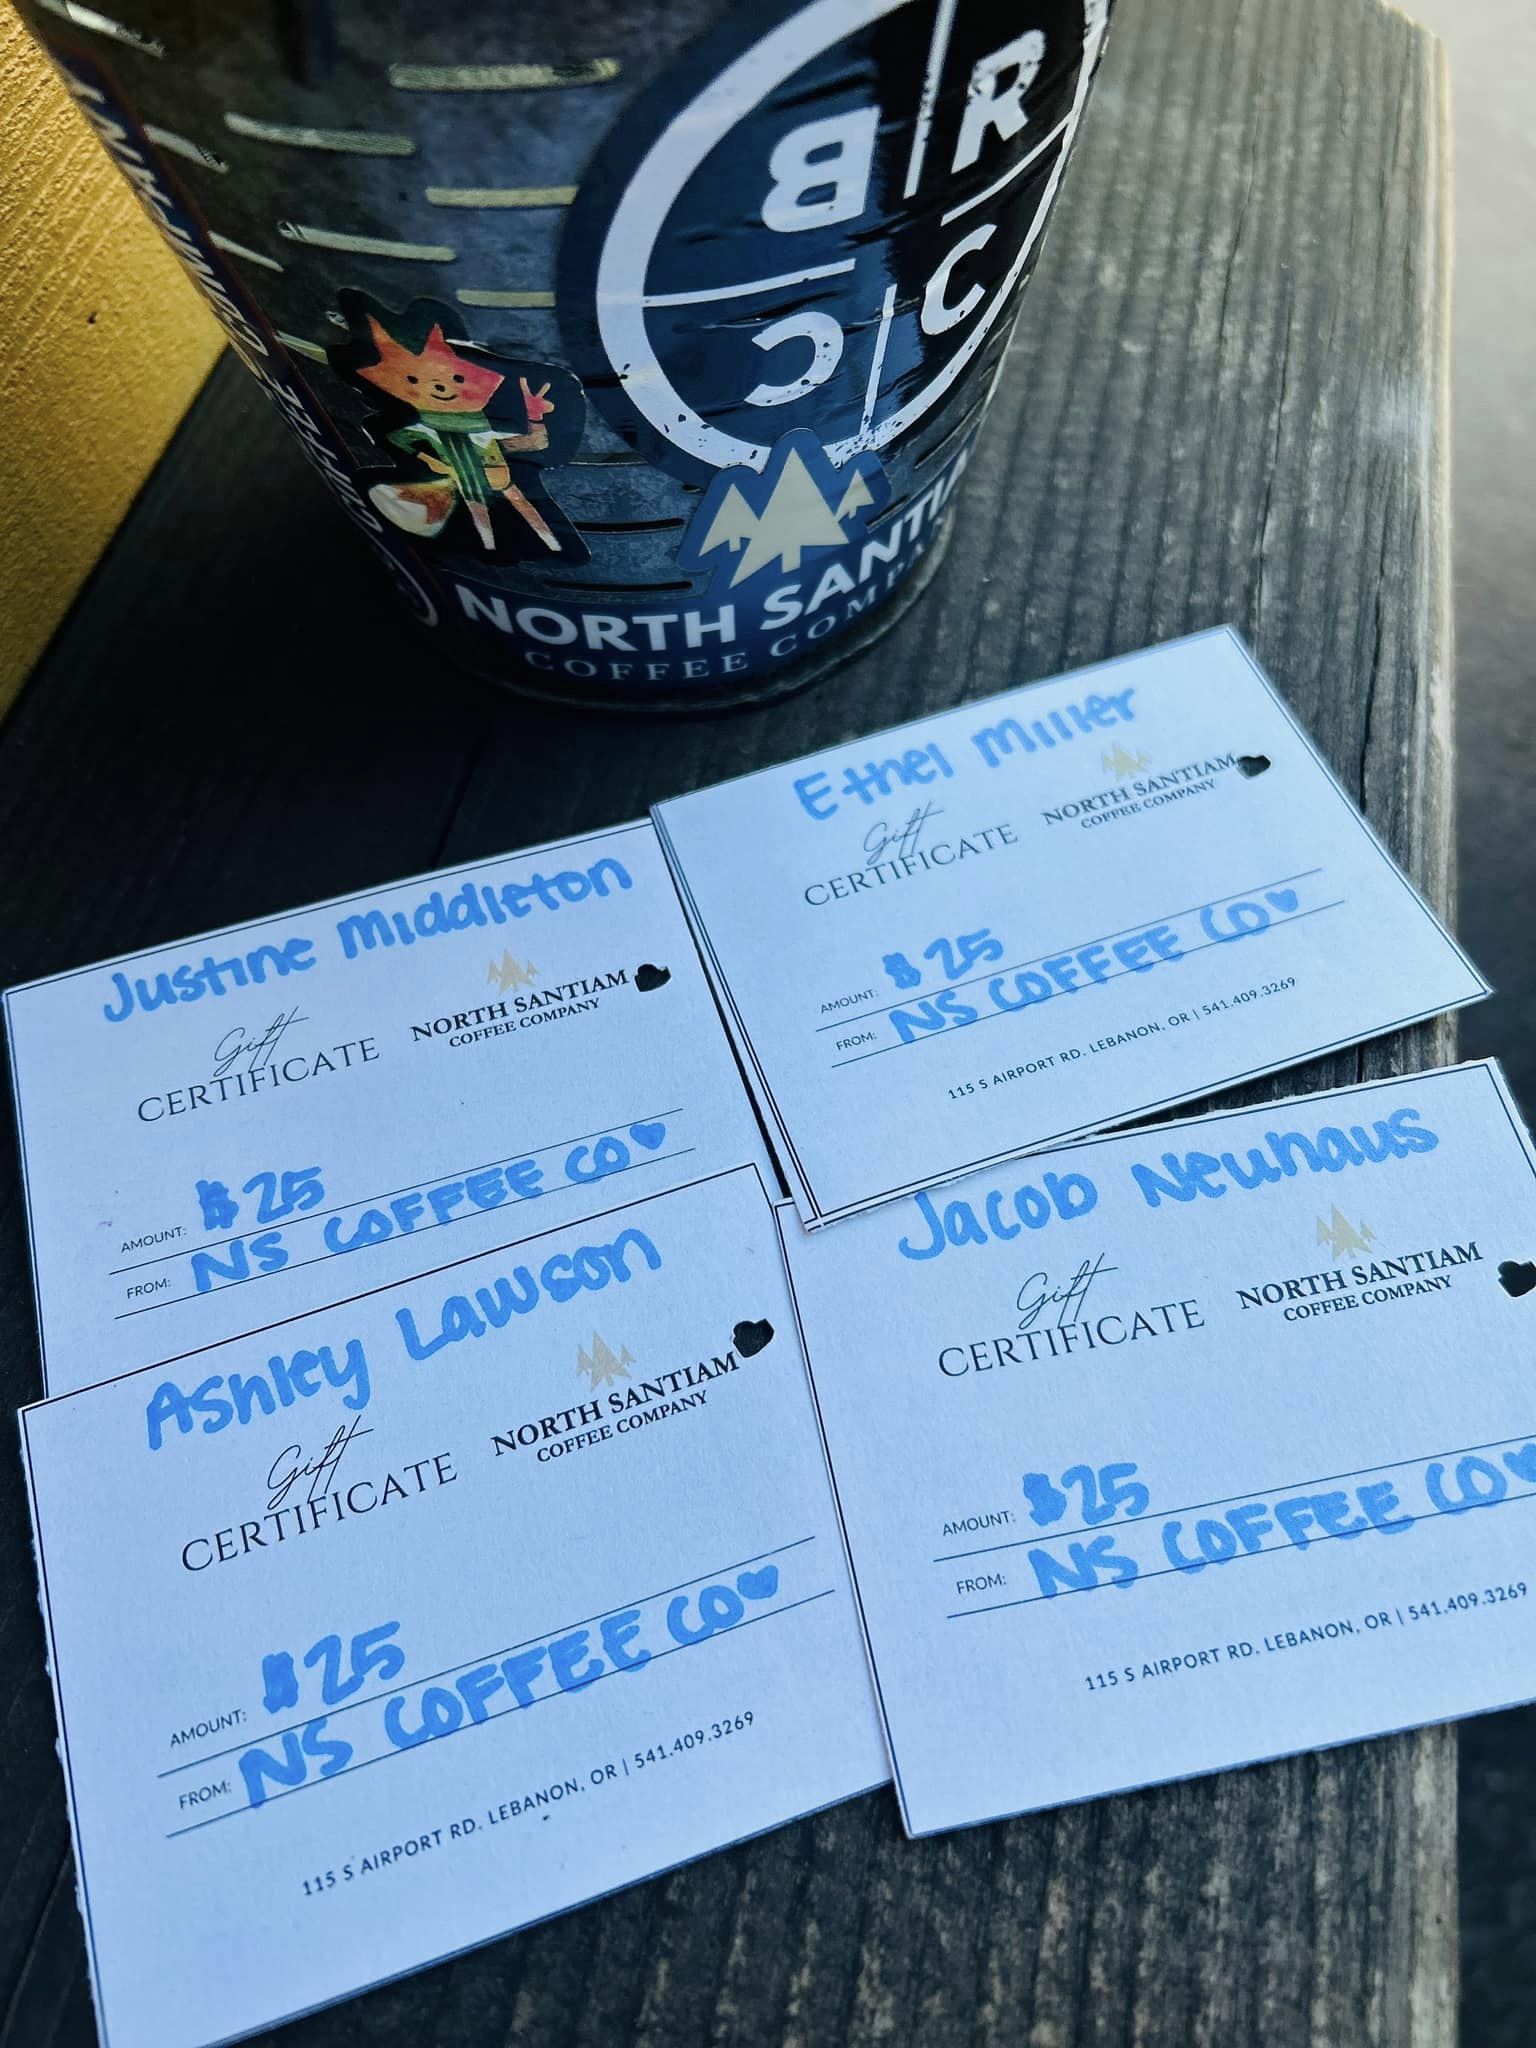 B R
C C
NORTH SANTIAM
COFFEE COMPANY
Ethel Miller
Gift
CERTIFICATE
NORTH SANTIAM
COFFEE COMPANY
AMOUNT: $25
FROM: NS COFFEE CO
115 S AIRPORT RD. LEBANON, OR | 541.409.3269
Justine Middleton
Gift
CERTIFICATE
NORTH SANTIAM
COFFEE COMPANY
AMOUNT: $25
FROM: NS COFFEE CO
Jacob Neuhaus
Gift
CERTIFICATE
NORTH SANTIAM
COFFEE COMPANY
AMOUNT: $25
FROM: NS COFFEE CO
115 S AIRPORT RD. LEBANON, OR | 541.409.3269
Ashley Lawson
Gift
CERTIFICATE
NORTH SANTIAM
COFFEE COMPANY
AMOUNT: $25
FROM: NS COFFEE CO
115 S AIRPORT RD. LEBANON, OR | 541.409.3269